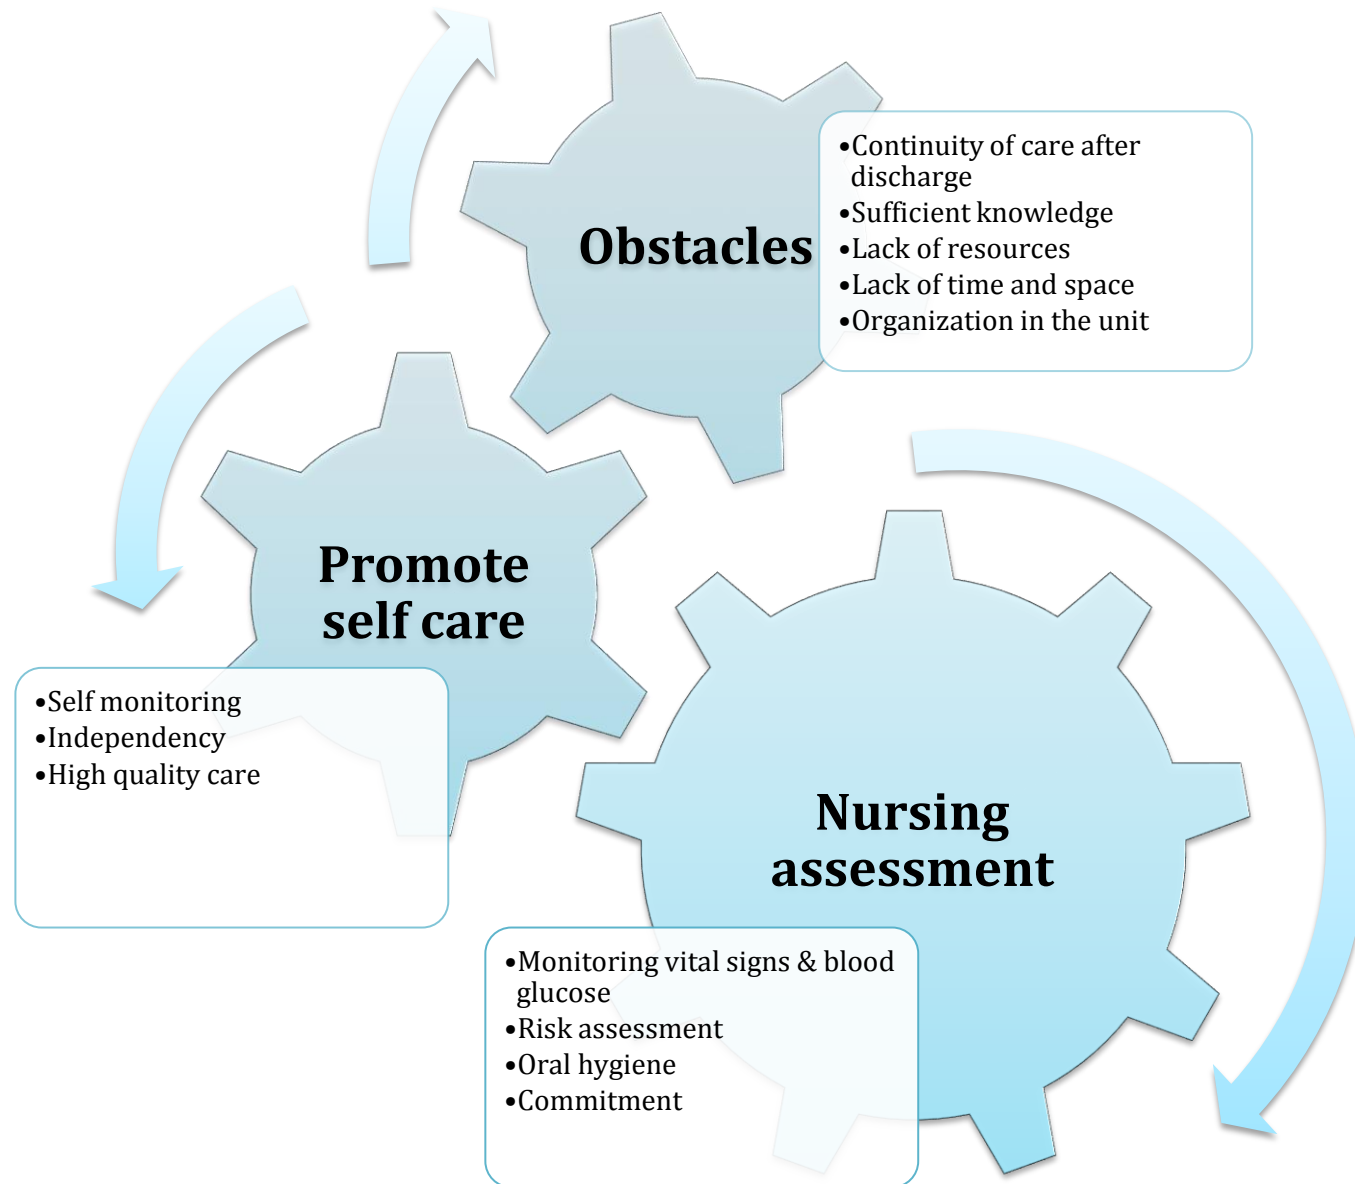 Obstacles
•Continuity of care after
discharge
•Sufficient knowledge
•Lack of resources
•Lack of time and space
•Organization in the unit
Promote
self care
•Self monitoring
•Independency
•High quality care
Nursing
assessment
•Monitoring vital signs & blood
glucose
•Risk assessment
•Oral hygiene
•Commitment